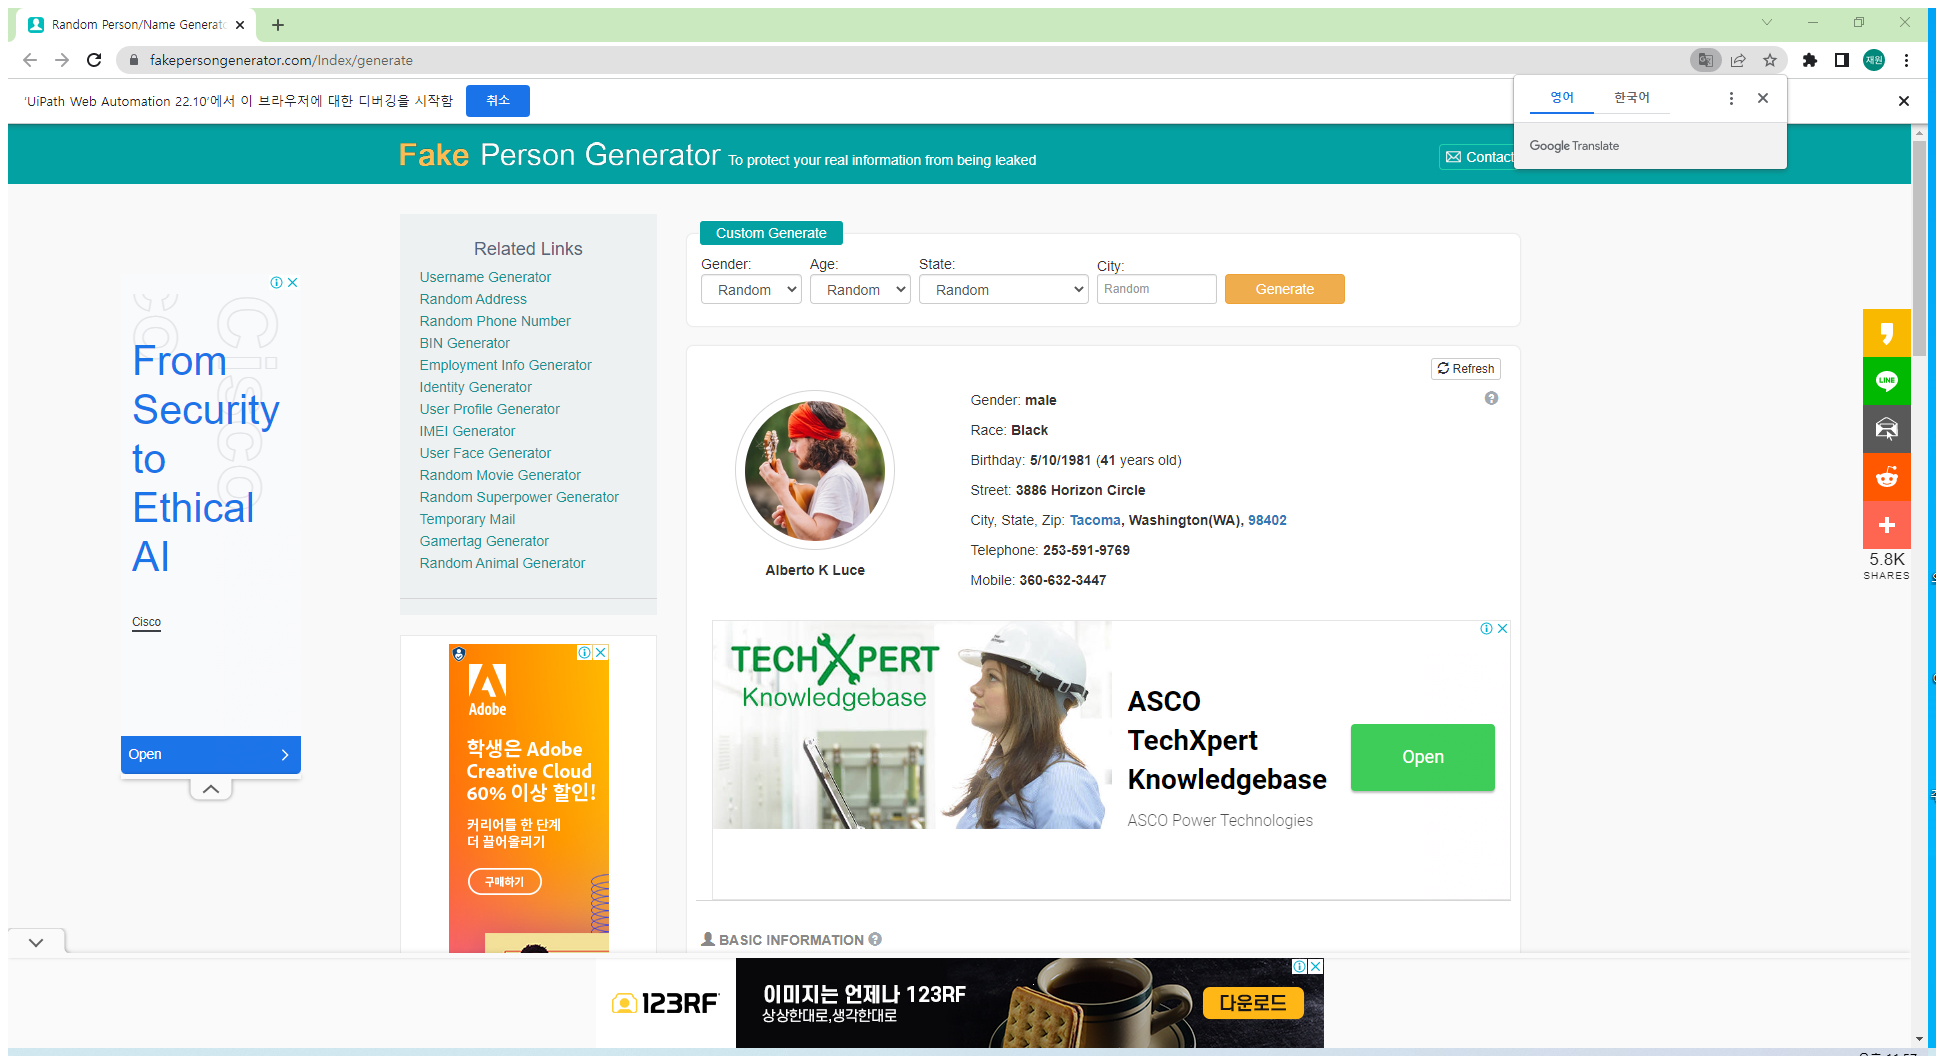 Random Person/Name Generato
fakepersongenerator.com/Index/generate
재원
'UiPath Web Automation 22.10'에서 이 브라우저에 대한 디버깅을 시작함
취소
영어 한국어
Google Translate
Fake Person Generator To protect your real information from being leaked
Contact
Related Links
Username Generator
Random Address
Random Phone Number
BIN Generator
Employment Info Generator
Identity Generator
User Profile Generator
IMEI Generator
User Face Generator
Random Movie Generator
Random Superpower Generator
Temporary Mail
Gamertag Generator
Random Animal Generator
Custom Generate
Gender: Age: State: City:
Random Random Random Random Generate
Refresh
Gender: male
Race: Black
Birthday: 5/10/1981 (41 years old)
Street: 3886 Horizon Circle
City, State, Zip: Tacoma, Washington(WA), 98402
Telephone: 253-591-9769
Mobile: 360-632-3447
Alberto K Luce
Cisco
From
Security
to
Ethical
AI
Cisco
Open
Adobe
학생은 Adobe
Creative Cloud
60% 이상 할인!
커리어를 한 단계
더 끌어올리기
구매하기
TECHXPERT
Knowledgebase
ASCO
TechXpert
Knowledgebase
ASCO Power Technologies
Open
LINE
5.8K
SHARES
BASIC INFORMATION
123RF
이미지는 언제나 123RF
상상한대로,생각한대로
다운로드